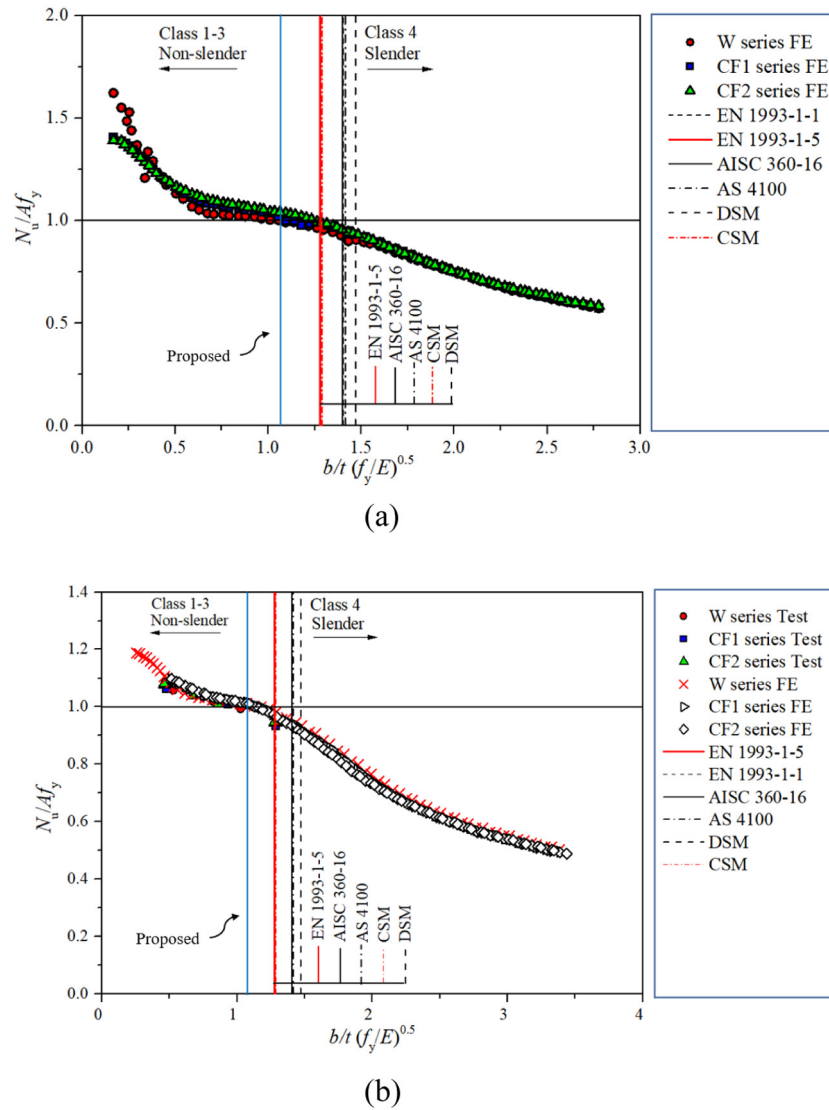 2.0
1.5
1.0
0.5
0.0
Nu/Afy
Class 1-3
Non-slender
Class 4
Slender
Proposed
EN 1993-1-5
AISC 360-16
AS 4100
CSM
DSM
0.0 0.5 1.0 1.5 2.0 2.5 3.0
b/t (fy/E)^0.5
W series FE
CF1 series FE
CF2 series FE
EN 1993-1-1
EN 1993-1-5
AISC 360-16
AS 4100
DSM
CSM
(a)
1.4
1.2
1.0
0.8
0.6
0.4
0.2
0.0
Nu/Afy
Class 1-3
Non-slender
Class 4
Slender
Proposed
EN 1993-1-5
AISC 360-16
AS 4100
CSM
DSM
0 1 2 3 4
b/t (fy/E)^0.5
W series Test
CF1 series Test
CF2 series Test
W series FE
CF1 series FE
CF2 series FE
EN 1993-1-5
EN 1993-1-1
AISC 360-16
AS 4100
DSM
CSM
(b)